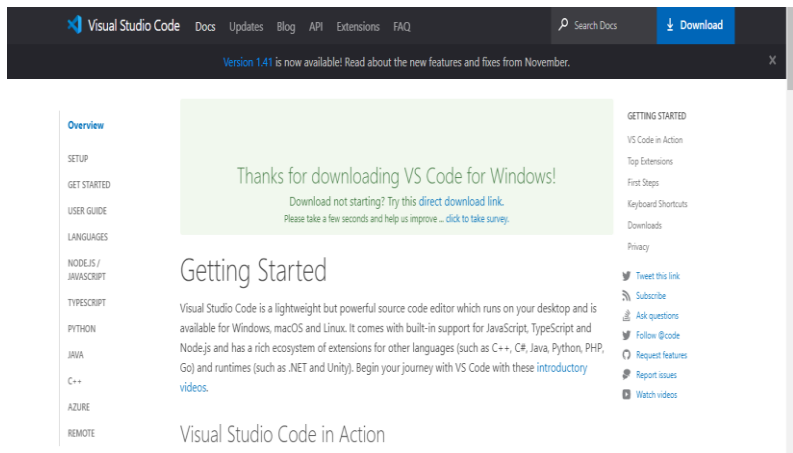 Visual Studio Code Docs Updates Blog API Extensions FAQ Search Docs Download
Version 1.41 is now available! Read about the new features and fixes from November. X
Overview
SETUP
GET STARTED
USER GUIDE
LANGUAGES
NODE.JS /
JAVASCRIPT
TYPESCRIPT
PYTHON
JAVA
C++
AZURE
REMOTE
Thanks for downloading VS Code for Windows!
Download not starting? Try this direct download link.
Please take a few seconds and help us improve ... click to take survey.
Getting Started
Visual Studio Code is a lightweight but powerful source code editor which runs on your desktop and is
available for Windows, macOS and Linux. It comes with built-in support for JavaScript, TypeScript and
Node.js and has a rich ecosystem of extensions for other languages (such as C++, C#, Java, Python, PHP,
Go) and runtimes (such as .NET and Unity). Begin your journey with VS Code with these introductory
videos.
Visual Studio Code in Action
GETTING STARTED
VS Code in Action
Top Extensions
First Steps
Keyboard Shortcuts
Downloads
Privacy
Tweet this link
Subscribe
Ask questions
Follow @code
Request features
Report issues
Watch videos